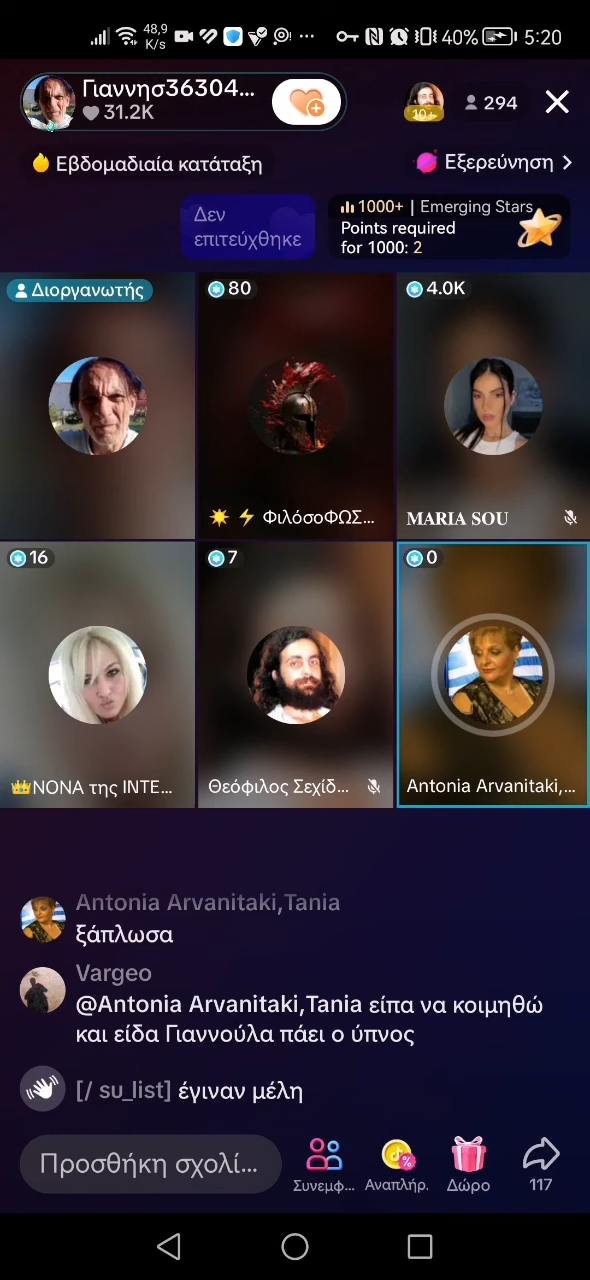 48,9
K/s
40%
5:20
Γιαννησ36304...
31.2K
10+
294
Εβδομαδιαία κατάταξη
Εξερεύνηση
Δεν
επιτεύχθηκε
1000+ | Emerging Stars
Points required
for 1000: 2
Διοργανωτής
80
4.0K
ΦιλόσοΦΩΣ...
MARIA SOU
16
7
0
NONA της INTE...
Θεόφιλος Σεχίδ...
Antonia Arvanitaki,...
Antonia Arvanitaki,Tania
ξάπλωσα
Vargeo
@Antonia Arvanitaki,Tania είπα να κοιμηθώ
και είδα Γιαννούλα πάει ο ύπνος
[/ su_list] έγιναν μέλη
Προσθήκη σχολί...
Συνεμφ...
Αναπλήρ.
Δώρο
117